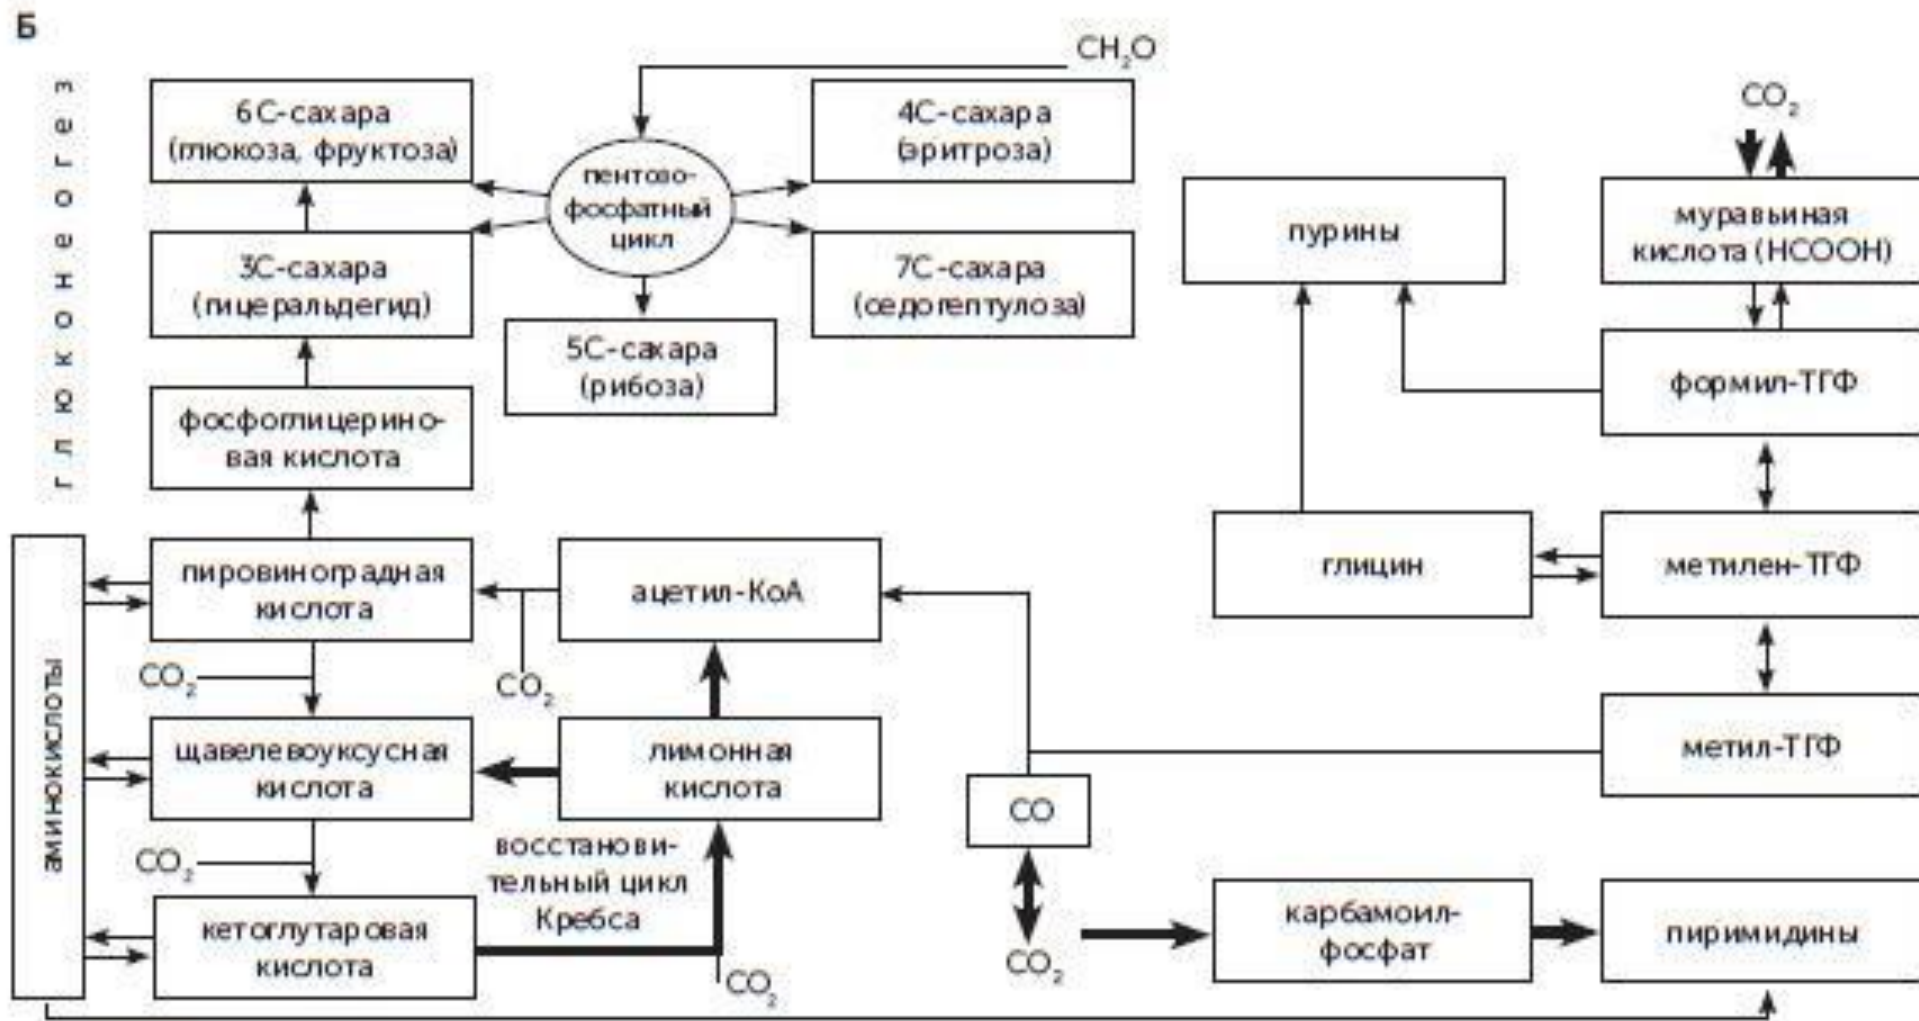 Б
глюконеогез
CH₂O
6С-сахара
(глюкоза, фруктоза)
4С-сахара
(эритроза)
CO₂
пентозо-
фосфатный
цикл
пурины
муравьиная
кислота (НСООН)
3С-сахара
(гицеральдегид)
7С-сахара
(седогептулоза)
5С-сахара
(рибоза)
формил-ТГФ
фосфоглицерино-
вая кислота
пировиноградная
кислота
ацетил-КоА
глицин
метилен-ТГФ
CO₂
CO₂
аминокислоты
щавелевоуксусная
кислота
лимонная
кислота
метил-ТГФ
CO
CO₂
восстанови-
тельный цикл
Кребса
кетоглутаровая
кислота
CO₂
CO₂
карбамоил-
фосфат
пиримидины